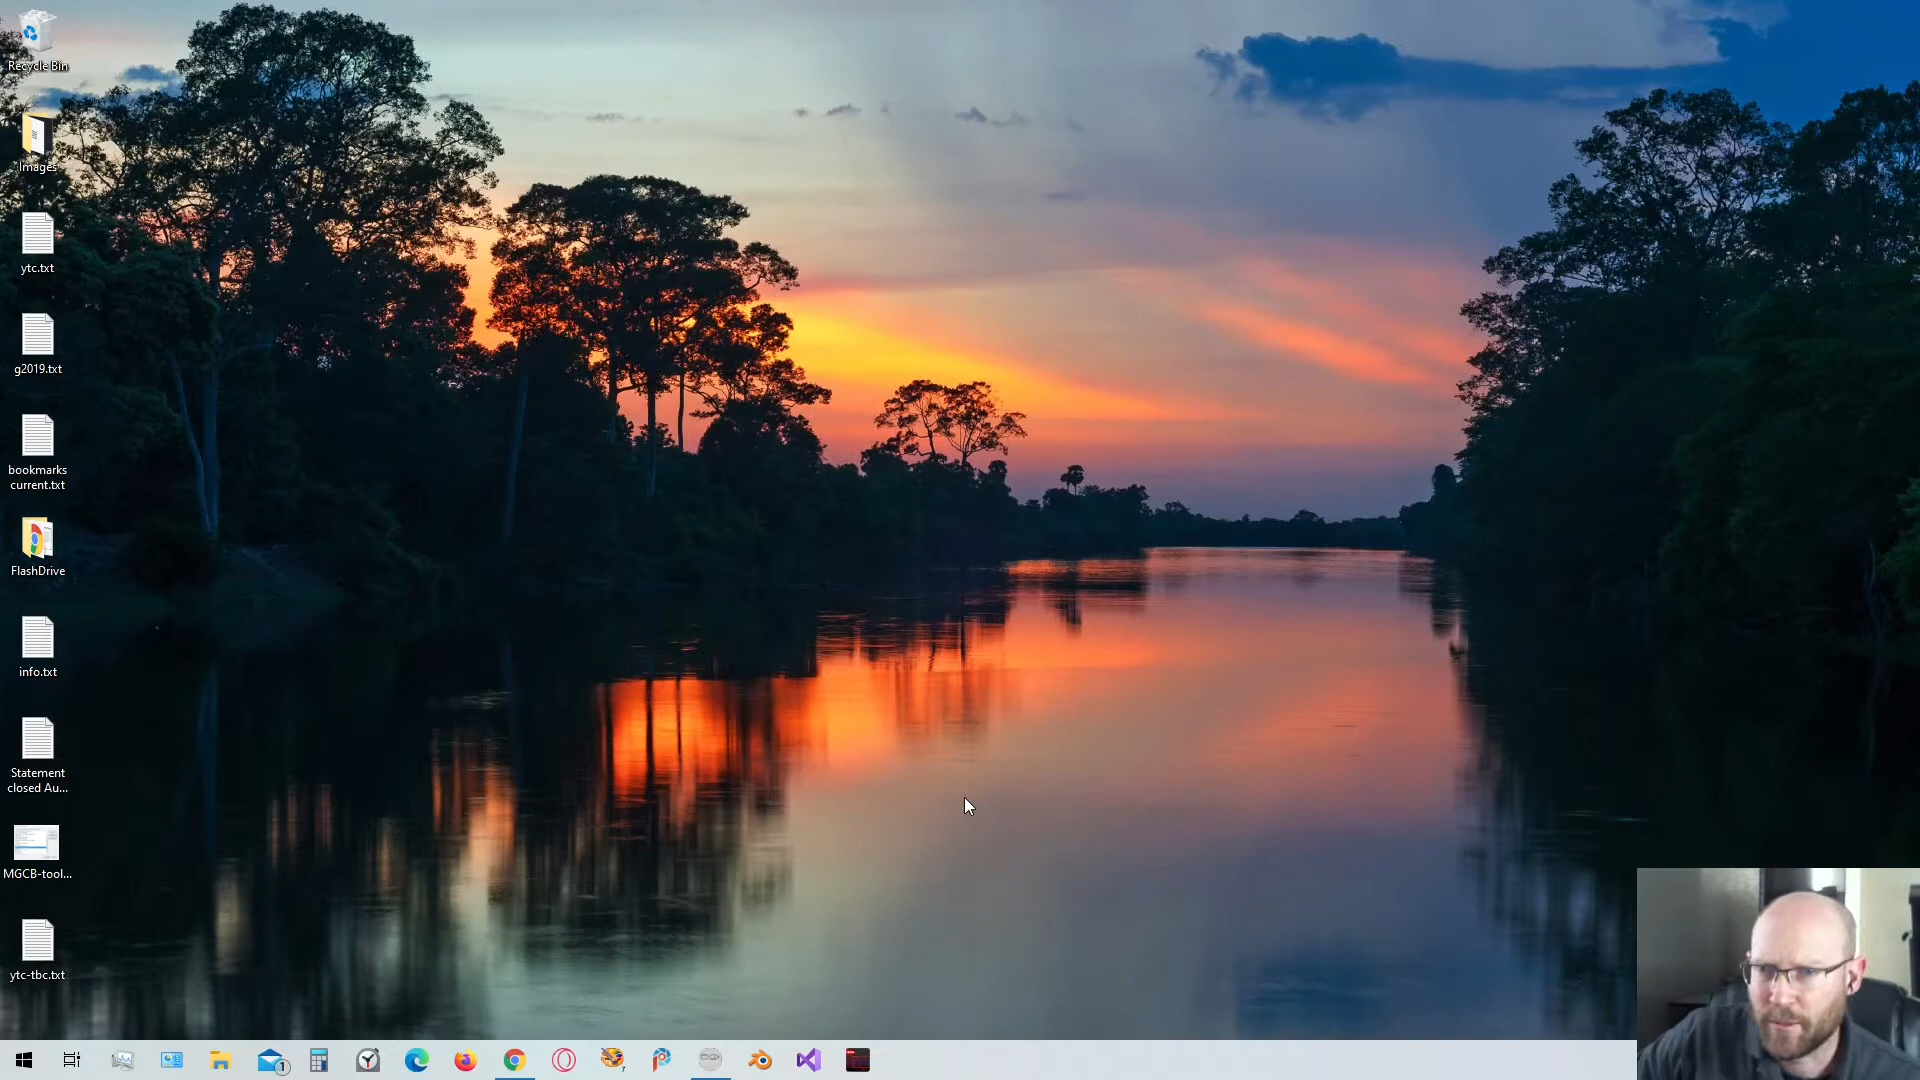 Recycle Bin
Images
ytc.txt
g2019.txt
bookmarks
current.txt
FlashDrive
info.txt
Statement
closed Au...
MGCB-tool...
ytc-tbc.txt
1